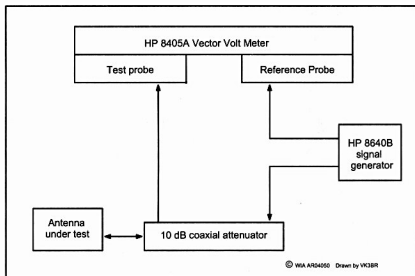 HP 8405A Vector Volt Meter
Test probe
Reference Probe
HP 8640B
signal
generator
Antenna
under test
10 dB coaxial attenuator
© WIA AR04050 Drawn by VK3BR